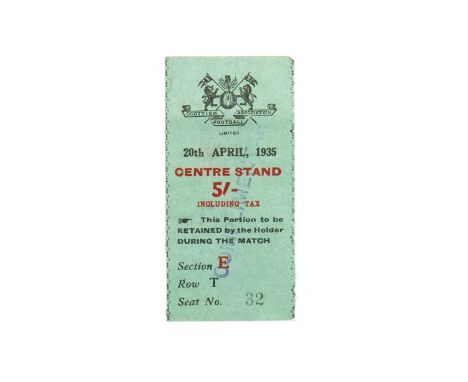 SCOTTISH ASSOCIATION
FOOTBALL
LIMITED
20th APRIL, 1935
CENTRE STAND
5/-
INCLUDING TAX
This Portion to be
RETAINED by the Holder
DURING THE MATCH
Section E
Row T
Seat No. 32